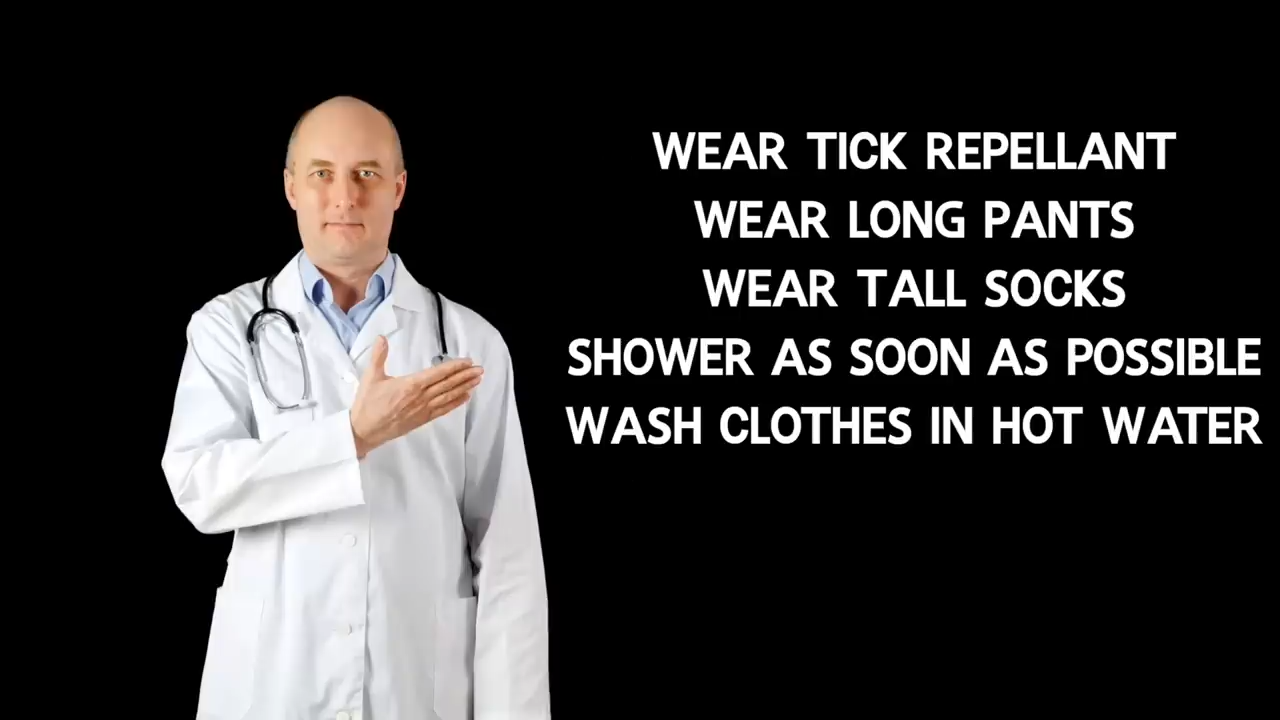 WEAR TICK REPELLANT
WEAR LONG PANTS
WEAR TALL SOCKS
SHOWER AS SOON AS POSSIBLE
WASH CLOTHES IN HOT WATER